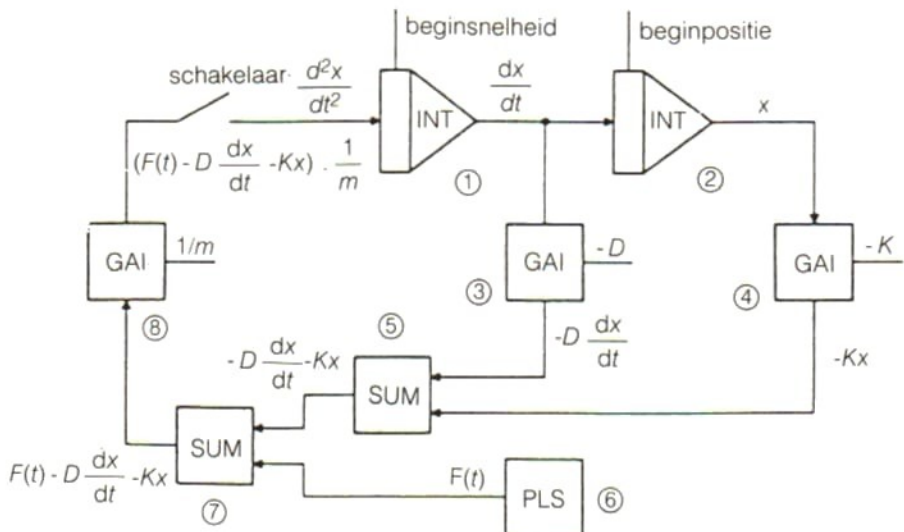 beginsnelheid
beginpositie
schakelaar
d²x
dt²
dx
dt
x
INT
INT
(F(t) - D dx/dt - Kx) · 1/m
①
②
GAI
1/m
GAI
- D
GAI
- K
⑧
③
④
⑤
- D dx/dt
-Kx
- D dx/dt - Kx
SUM
SUM
F(t) - D dx/dt - Kx
F(t)
PLS
⑥
⑦